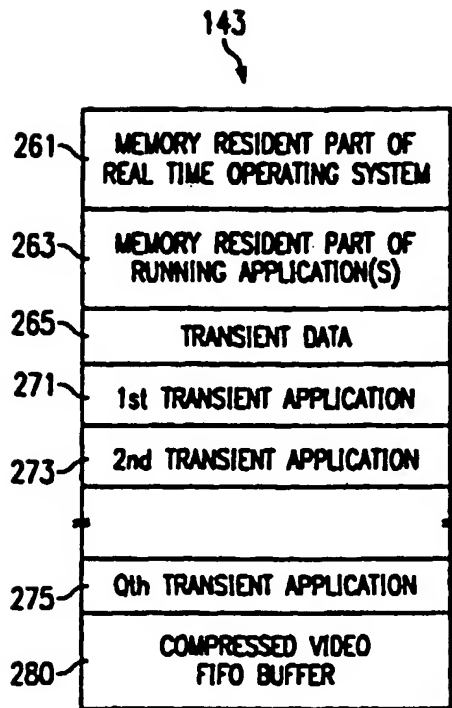 143
261 MEMORY RESIDENT PART OF
REAL TIME OPERATING SYSTEM
263 MEMORY RESIDENT PART OF
RUNNING APPLICATION(S)
265 TRANSIENT DATA
271 1st TRANSIENT APPLICATION
273 2nd TRANSIENT APPLICATION
275 Qth TRANSIENT APPLICATION
280 COMPRESSED VIDEO
FIFO BUFFER